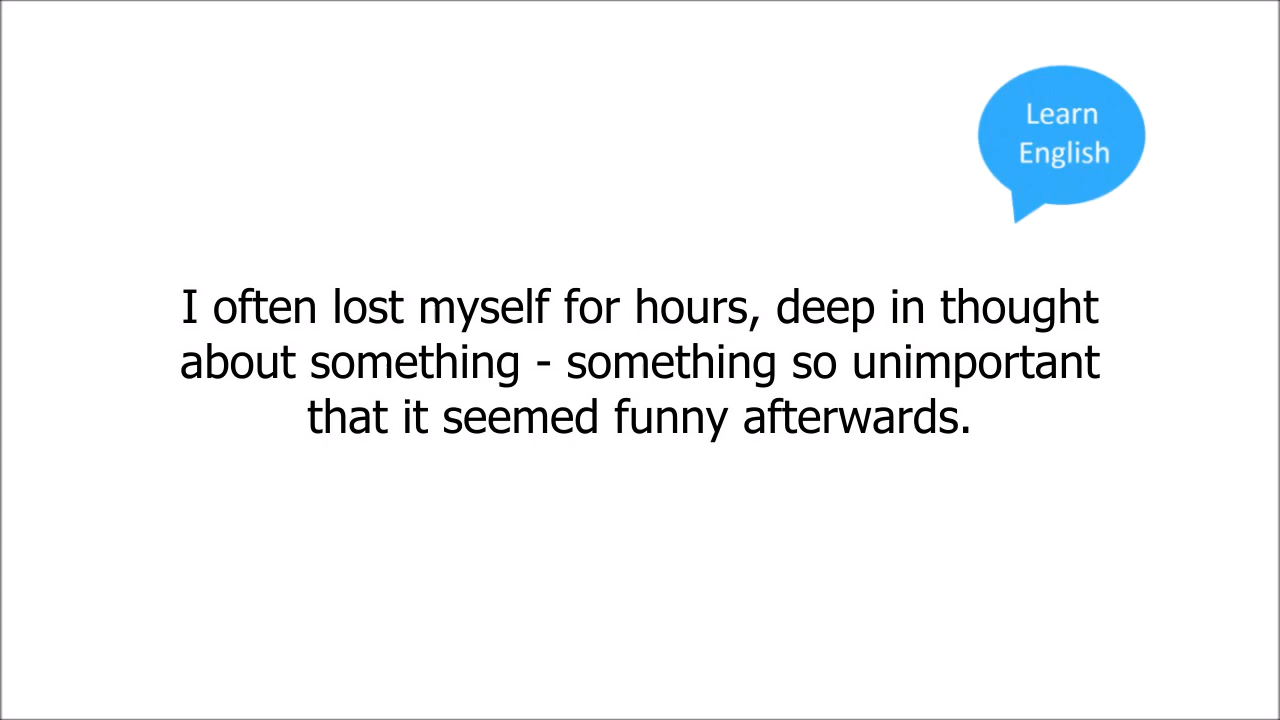 Learn
English
I often lost myself for hours, deep in thought
about something - something so unimportant
that it seemed funny afterwards.